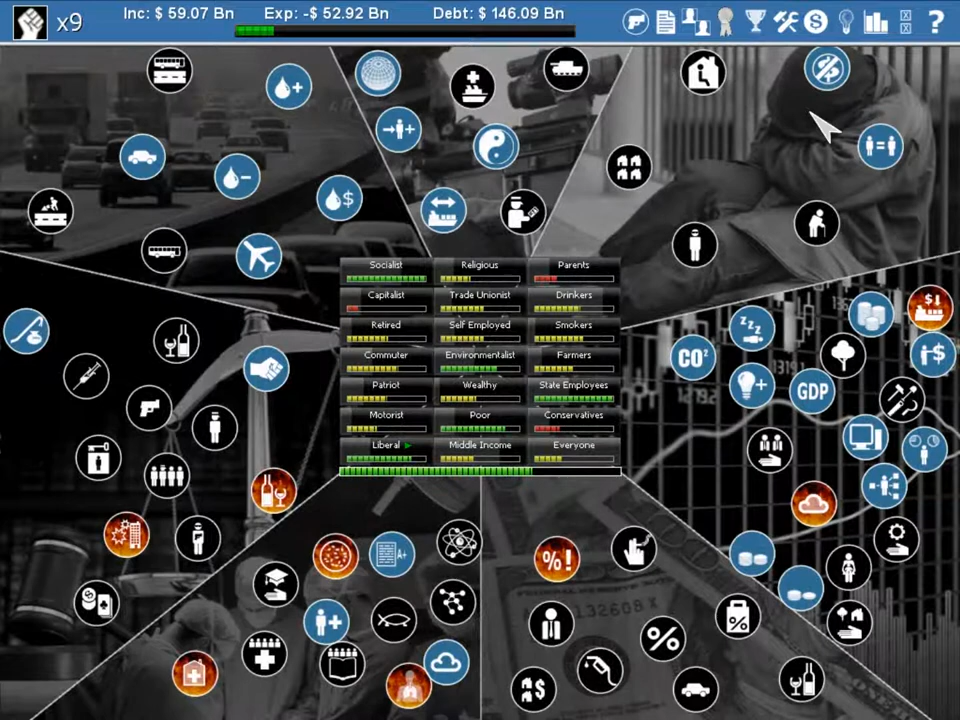 x9 Inc: $ 59.07 Bn Exp: -$ 52.92 Bn Debt: $ 146.09 Bn $ ?
+
+
-
$
=
Socialist Religious Parents
Capitalist Trade Unionist Drinkers
Retired Self Employed Smokers
Commuter Environmentalist Farmers
Patriot Wealthy State Employees
Motorist Poor Conservatives
Liberal Middle Income Everyone
zzz
$
CO²
$
+
GDP
A+
%!
+
%
%
$
132608